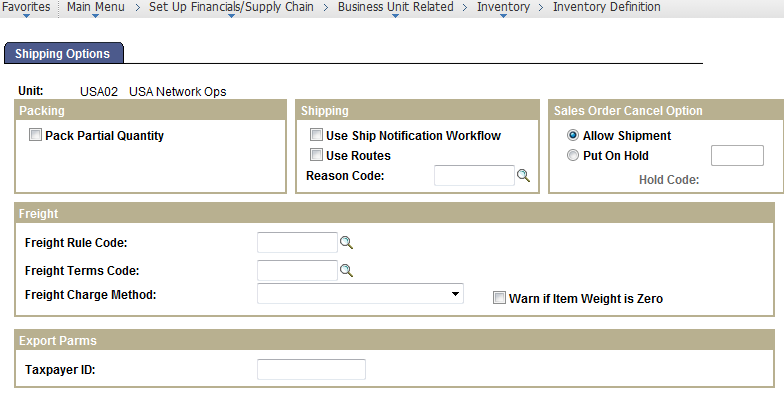 Favorites Main Menu > Set Up Financials/Supply Chain > Business Unit Related > Inventory > Inventory Definition
Shipping Options
Unit: USA02 USA Network Ops
Packing
Pack Partial Quantity
Shipping
Use Ship Notification Workflow
Use Routes
Reason Code:
Sales Order Cancel Option
Allow Shipment
Put On Hold
Hold Code:
Freight
Freight Rule Code:
Freight Terms Code:
Freight Charge Method:
Warn if Item Weight is Zero
Export Parms
Taxpayer ID: